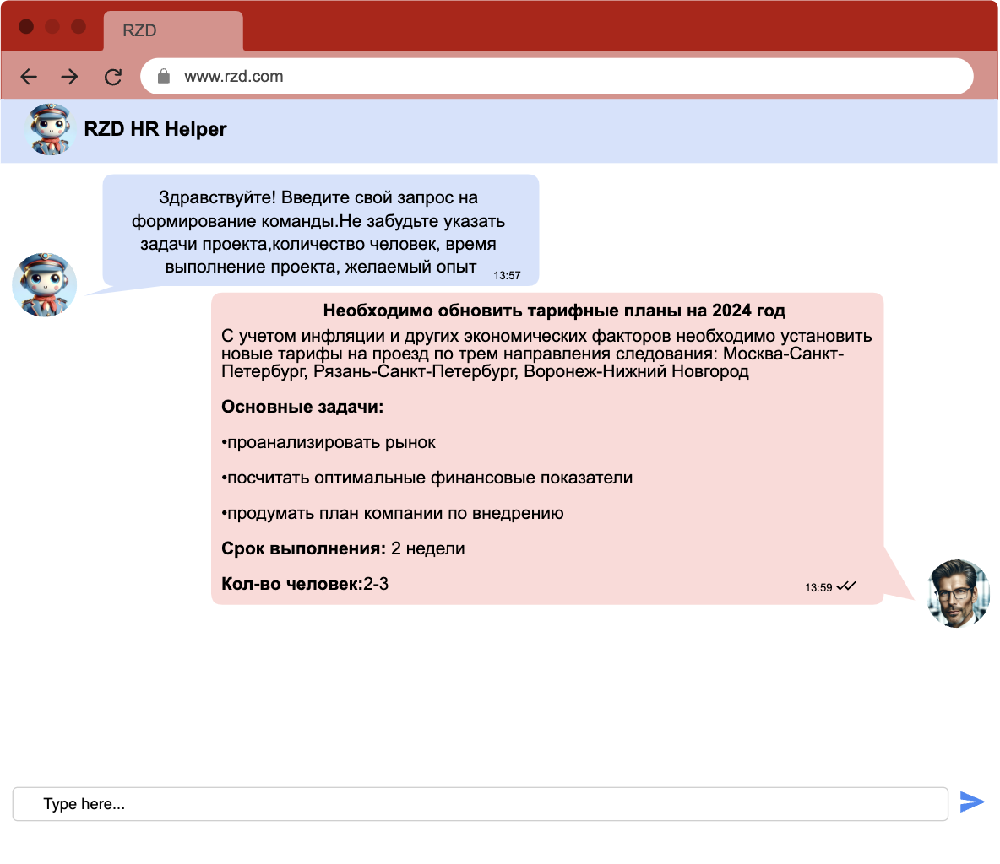 RZD
www.rzd.com
RZD HR Helper
Здравствуйте! Введите свой запрос на
формирование команды.Не забудьте указать
задачи проекта,количество человек, время
выполнение проекта, желаемый опыт
13:57
Необходимо обновить тарифные планы на 2024 год
С учетом инфляции и других экономических факторов необходимо установить
новые тарифы на проезд по трем направления следования: Москва-Санкт-
Петербург, Рязань-Санкт-Петербург, Воронеж-Нижний Новгород
Основные задачи:
•проанализировать рынок
•посчитать оптимальные финансовые показатели
•продумать план компании по внедрению
Срок выполнения: 2 недели
Кол-во человек:2-3
13:59
Type here...